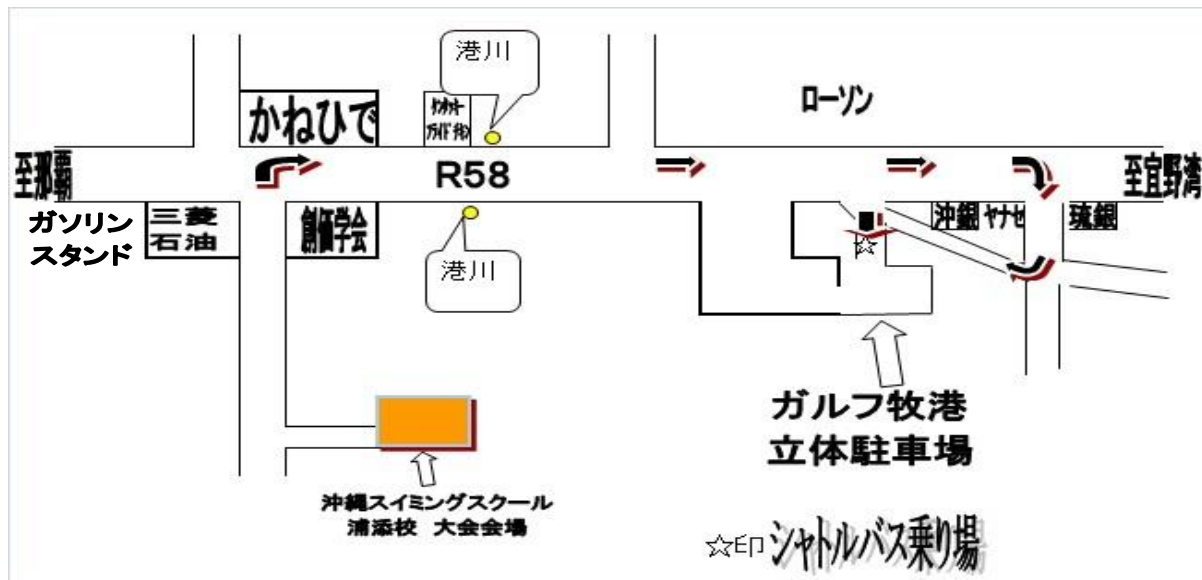 港川
ローソン
かねひで
至那覇
R58
至宜野湾
ガソリン
スタンド
三菱
石油
創価学会
港川
☆
沖銀
ヤナセ
琉銀
ガルフ牧港
立体駐車場
沖縄スイミングスクール
浦添校 大会会場
☆印 シャトルバス乗り場